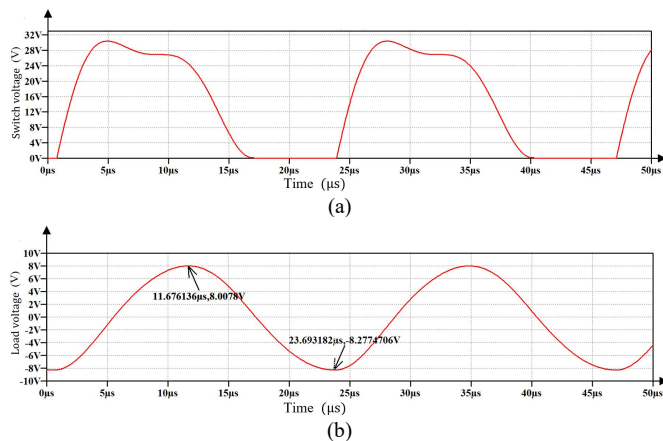 32V
28V
24V
20V
16V
12V
8V
4V
0V
Switch voltage (V)
0μs 5μs 10μs 15μs 20μs 25μs 30μs 35μs 40μs 45μs 50μs
Time (μs)
(a)
10V
8V
6V
4V
2V
0V
-2V
-4V
-6V
-8V
-10V
Load voltage (V)
11.676136μs,8.0078V
23.693182μs,-8.2774706V
0μs 5μs 10μs 15μs 20μs 25μs 30μs 35μs 40μs 45μs 50μs
Time (μs)
(b)